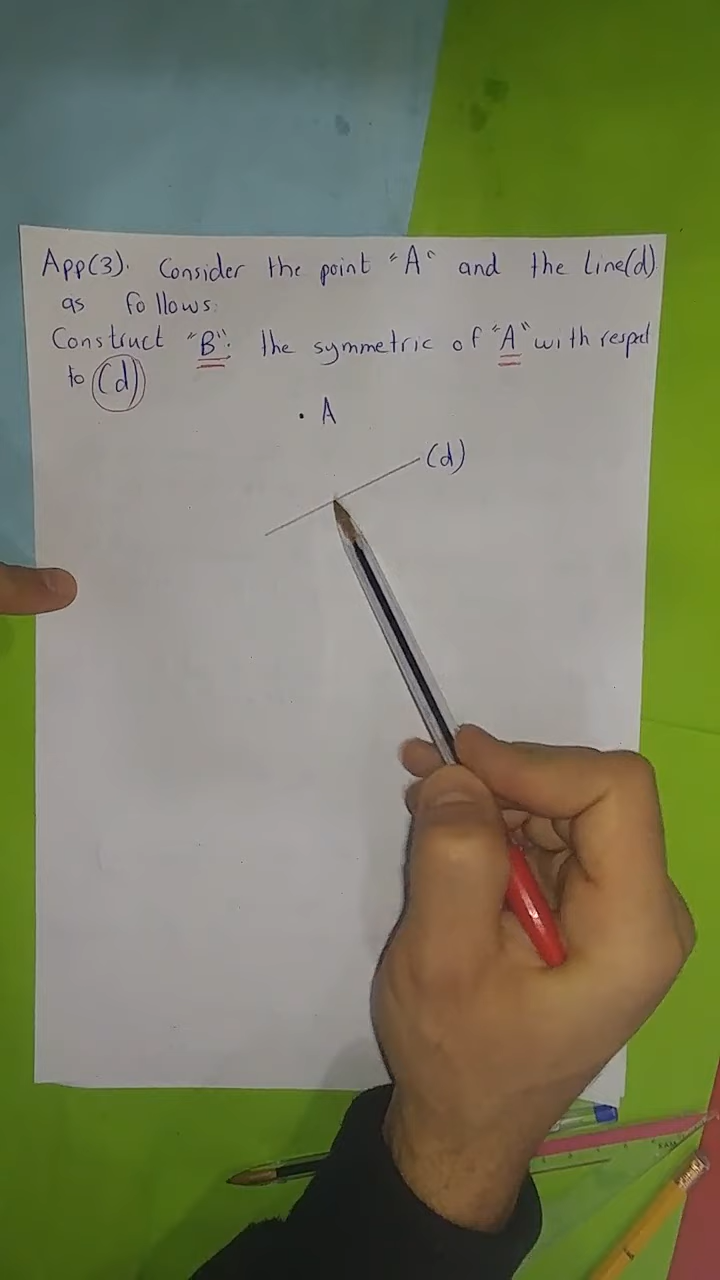 App(3). Consider the point "A" and the line(d)
as follows:
Construct "B": the symmetric of "A" with respect
to (d)
. A
(d)